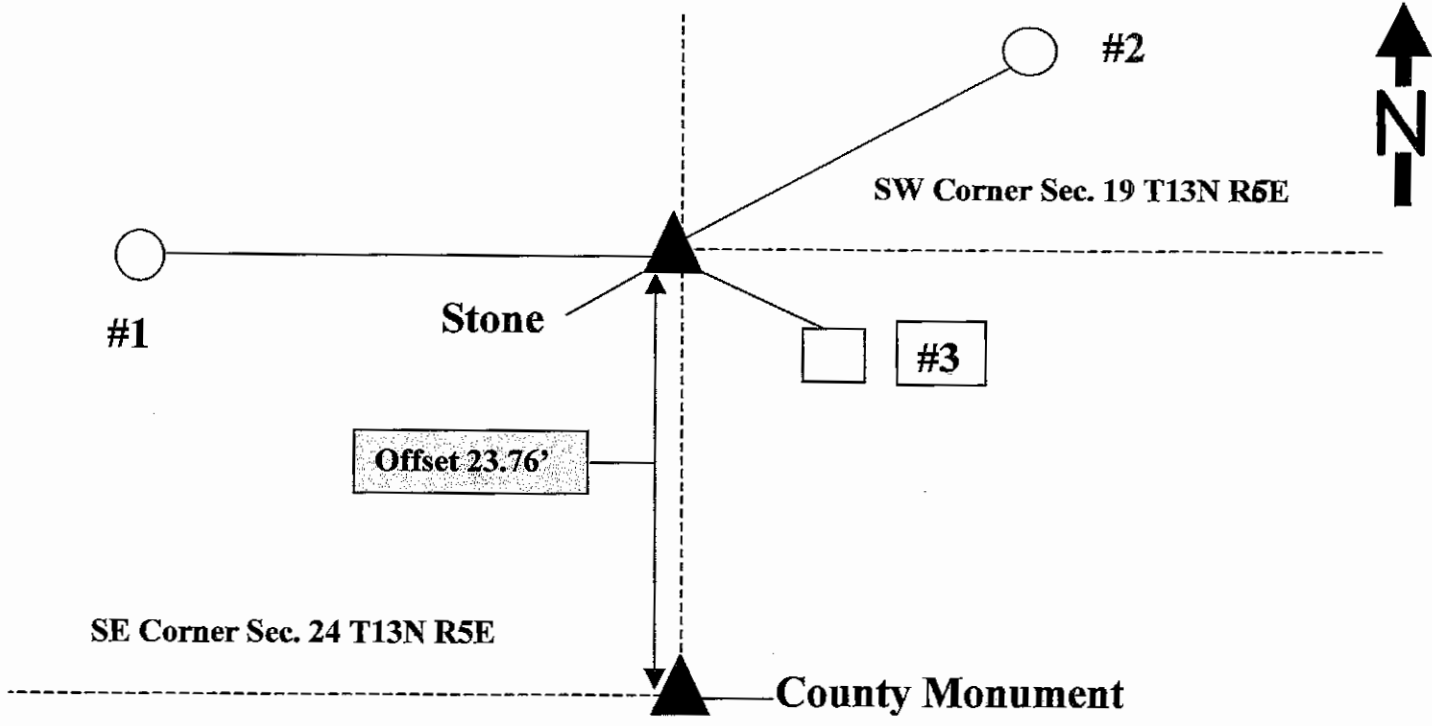 #2
N
SW Corner Sec. 19 T13N R6E
#1
Stone
#3
Offset 23.76’
SE Corner Sec. 24 T13N R5E
County Monument